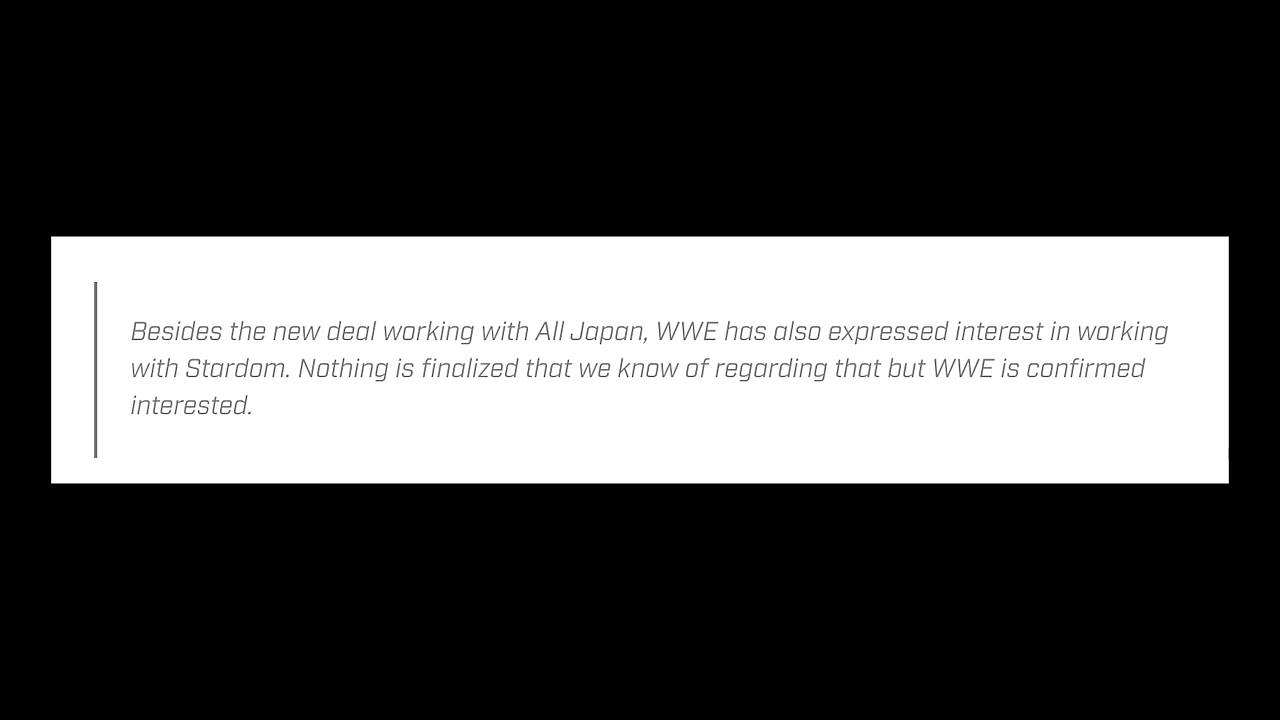 Besides the new deal working with All Japan, WWE has also expressed interest in working
with Stardom. Nothing is finalized that we know of regarding that but WWE is confirmed
interested.